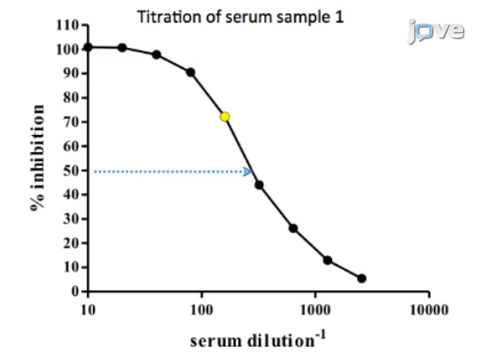 Titration of serum sample 1
jove
110
100
90
80
70
60
50
40
30
20
10
0
% inhibition
10 100 1000 10000
serum dilution-1